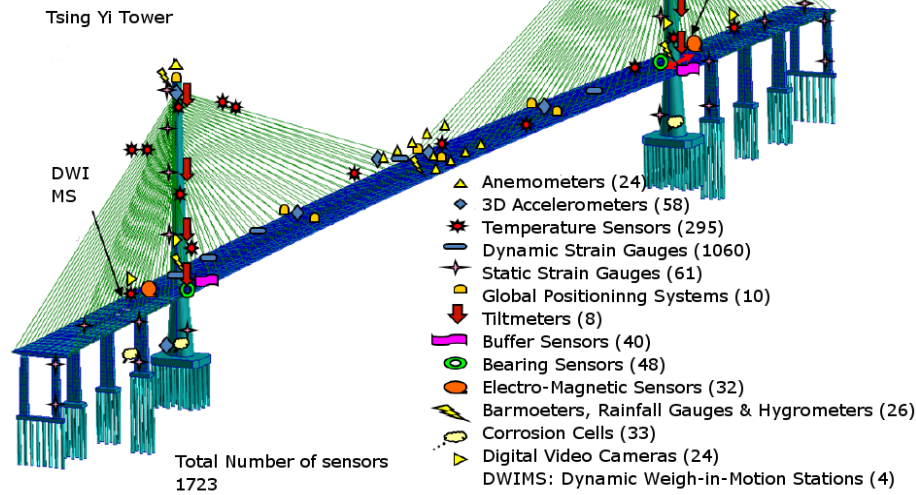 Tsing Yi Tower
DWI
MS
Anemometers (24)
3D Accelerometers (58)
Temperature Sensors (295)
Dynamic Strain Gauges (1060)
Static Strain Gauges (61)
Global Positioninng Systems (10)
Tiltmeters (8)
Buffer Sensors (40)
Bearing Sensors (48)
Electro-Magnetic Sensors (32)
Barmoeters, Rainfall Gauges & Hygrometers (26)
Corrosion Cells (33)
Digital Video Cameras (24)
DWIMS: Dynamic Weigh-in-Motion Stations (4)
Total Number of sensors
1723